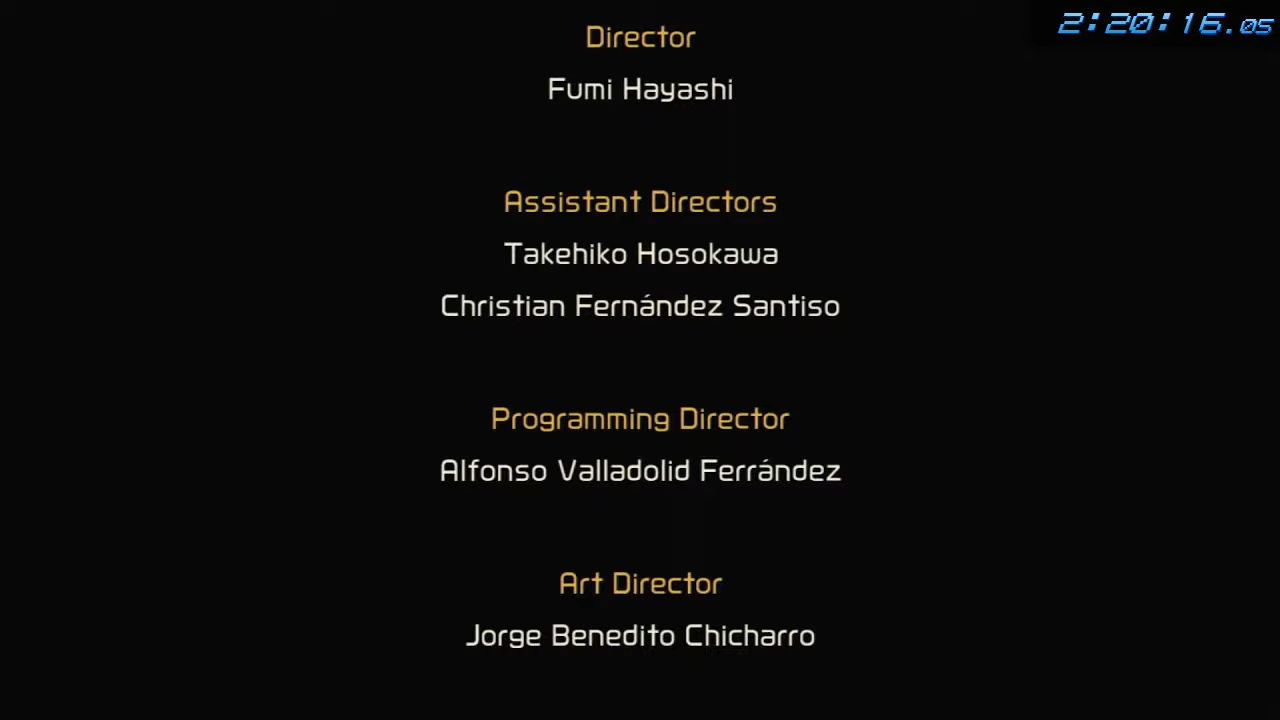 2:20:16.05
Director
Fumi Hayashi
Assistant Directors
Takehiko Hosokawa
Christian Fernández Santiso
Programming Director
Alfonso Valladolid Ferrández
Art Director
Jorge Benedito Chicharro